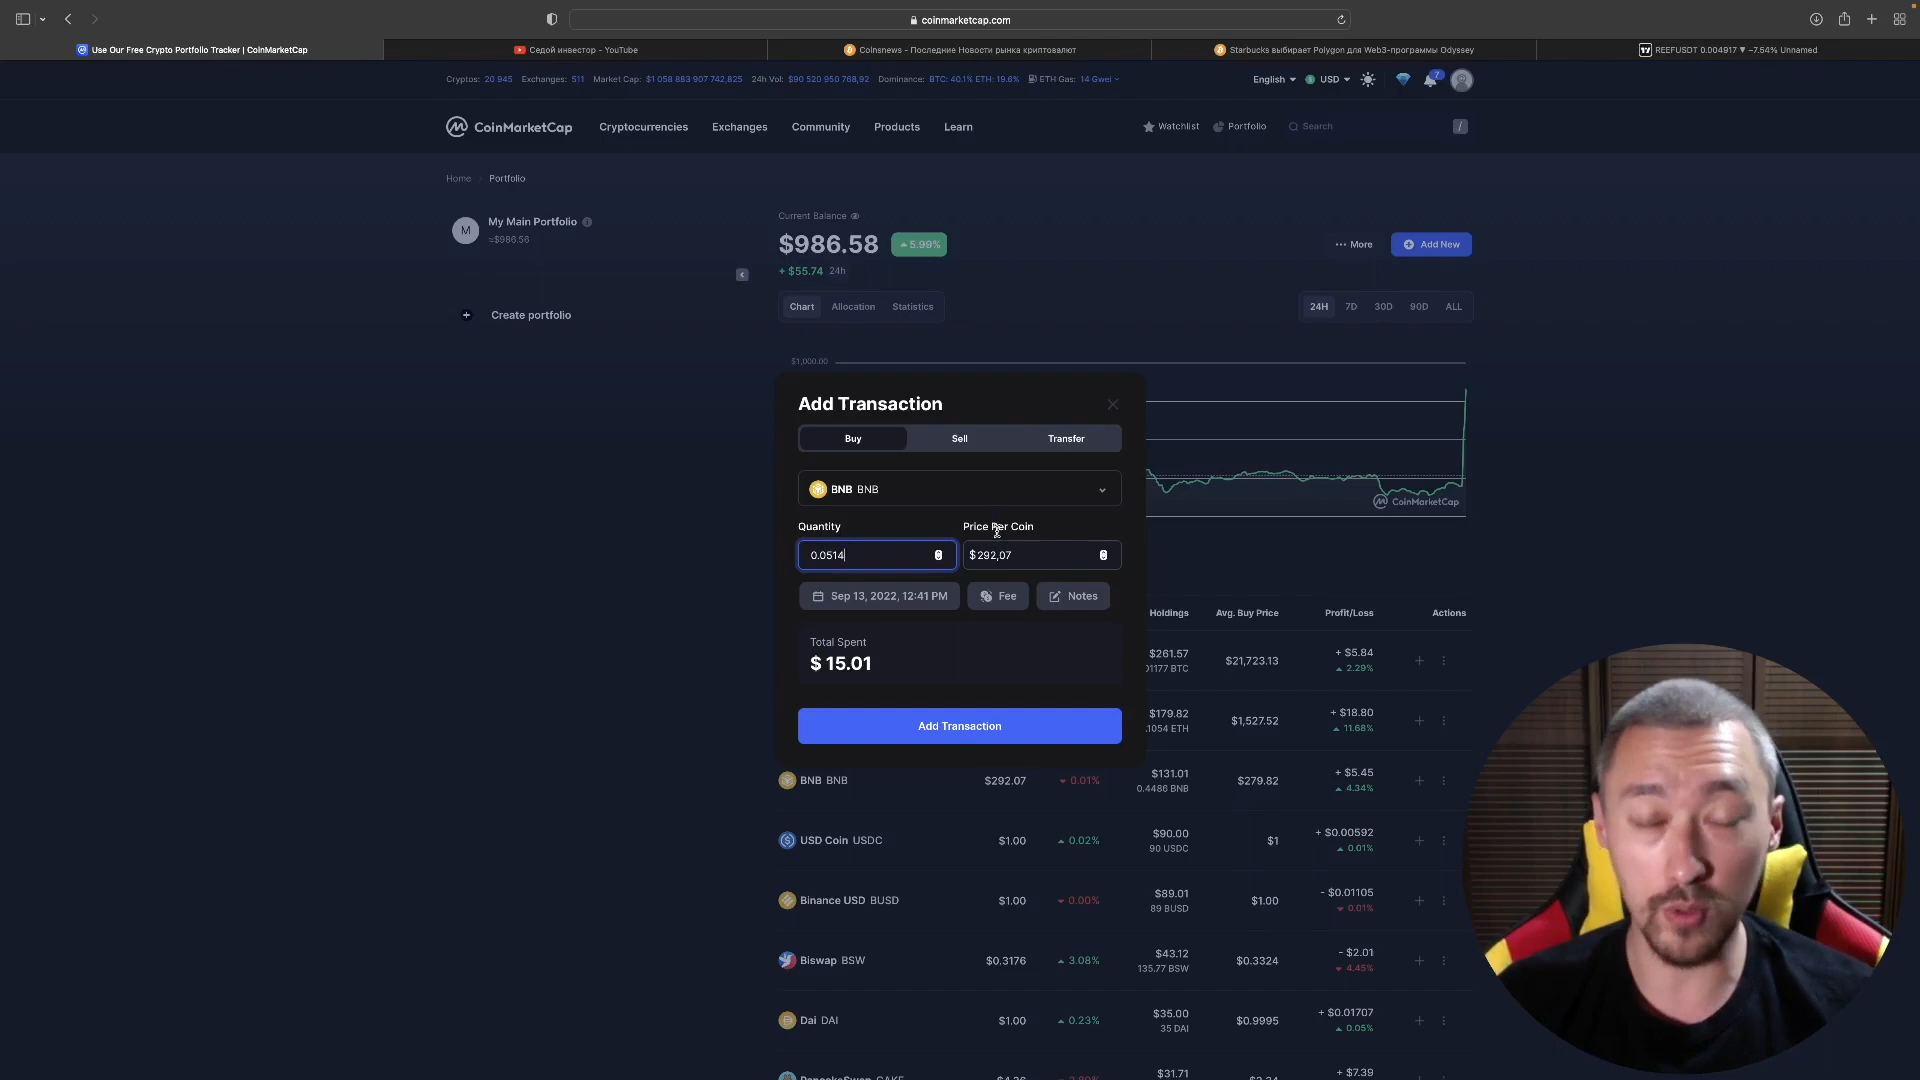 coinmarketcap.com
Use Our Free Crypto Portfolio Tracker | CoinMarketCap
Седой инвестор - YouTube
Coinsnews - Последние Новости рынка криптовалют
Starbucks выбирает Polygon для Web3-программы Odyssey
REEFUSDT 0.004917 ▼ −7.64% Unnamed
Cryptos: 20 945 Exchanges: 511 Market Cap: $1 058 883 907 742,825 24h Vol: $90 520 950 768,92 Dominance: BTC: 40.1% ETH: 19.6% ETH Gas: 14 Gwei
English USD 7
CoinMarketCap Cryptocurrencies Exchanges Community Products Learn Watchlist Portfolio Search /
Home Portfolio
M My Main Portfolio
≈$986.56
Create portfolio
Current Balance
$986.58 5.99%
+ $55.74 24h
More Add New
Chart Allocation Statistics
24H 7D 30D 90D ALL
$1,000.00
CoinMarketCap
Add Transaction
Buy Sell Transfer
BNB BNB
Quantity Price Per Coin
0.0514 $ 292,07
Sep 13, 2022, 12:41 PM Fee Notes
Total Spent
$ 15.01
Add Transaction
Holdings Avg. Buy Price Profit/Loss Actions
$261.57 $21,723.13 + $5.84
01177 BTC 2.29%
$179.82 $1,527.52 + $18.80
.1054 ETH 11.68%
BNB BNB $292.07 0.01% $131.01 $279.82 + $5.45
0.4486 BNB 4.34%
USD Coin USDC $1.00 0.02% $90.00 $1 + $0.00592
90 USDC 0.01%
Binance USD BUSD $1.00 0.00% $89.01 $1.00 - $0.01105
89 BUSD 0.01%
Biswap BSW $0.3176 3.08% $43.12 $0.3324 - $2.01
135.77 BSW 4.45%
Dai DAI $1.00 0.23% $35.00 $0.9995 + $0.01707
35 DAI 0.05%
$31.71 + $7.39